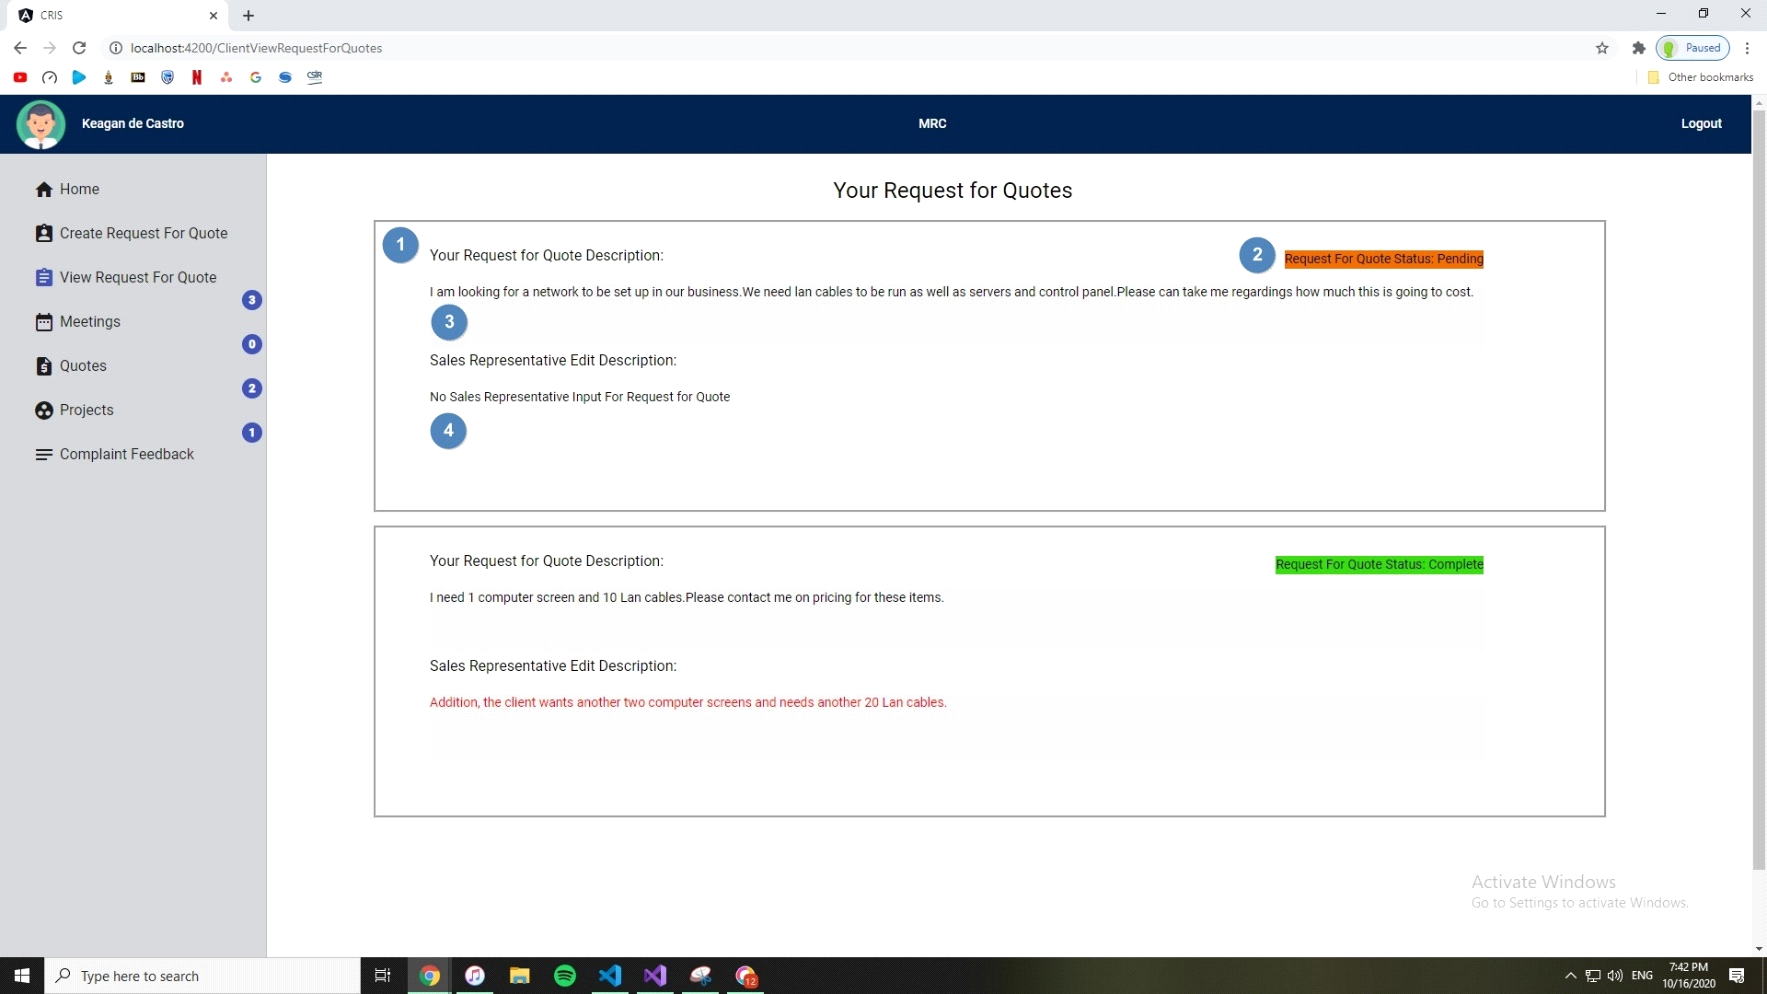 CRIS
localhost:4200/ClientViewRequestForQuotes
Paused
Bb
N
G
CSIR
Other bookmarks
Keagan de Castro
MRC
Logout
Home
Create Request For Quote
View Request For Quote
3
Meetings
0
Quotes
2
Projects
1
Complaint Feedback
Your Request for Quotes
1
Your Request for Quote Description:
2
Request For Quote Status: Pending
I am looking for a network to be set up in our business.We need lan cables to be run as well as servers and control panel.Please can take me regardings how much this is going to cost.
3
Sales Representative Edit Description:
No Sales Representative Input For Request for Quote
4
Your Request for Quote Description:
Request For Quote Status: Complete
I need 1 computer screen and 10 Lan cables.Please contact me on pricing for these items.
Sales Representative Edit Description:
Addition, the client wants another two computer screens and needs another 20 Lan cables.
Activate Windows
Go to Settings to activate Windows.
Type here to search
12
ENG
7:42 PM
10/16/2020